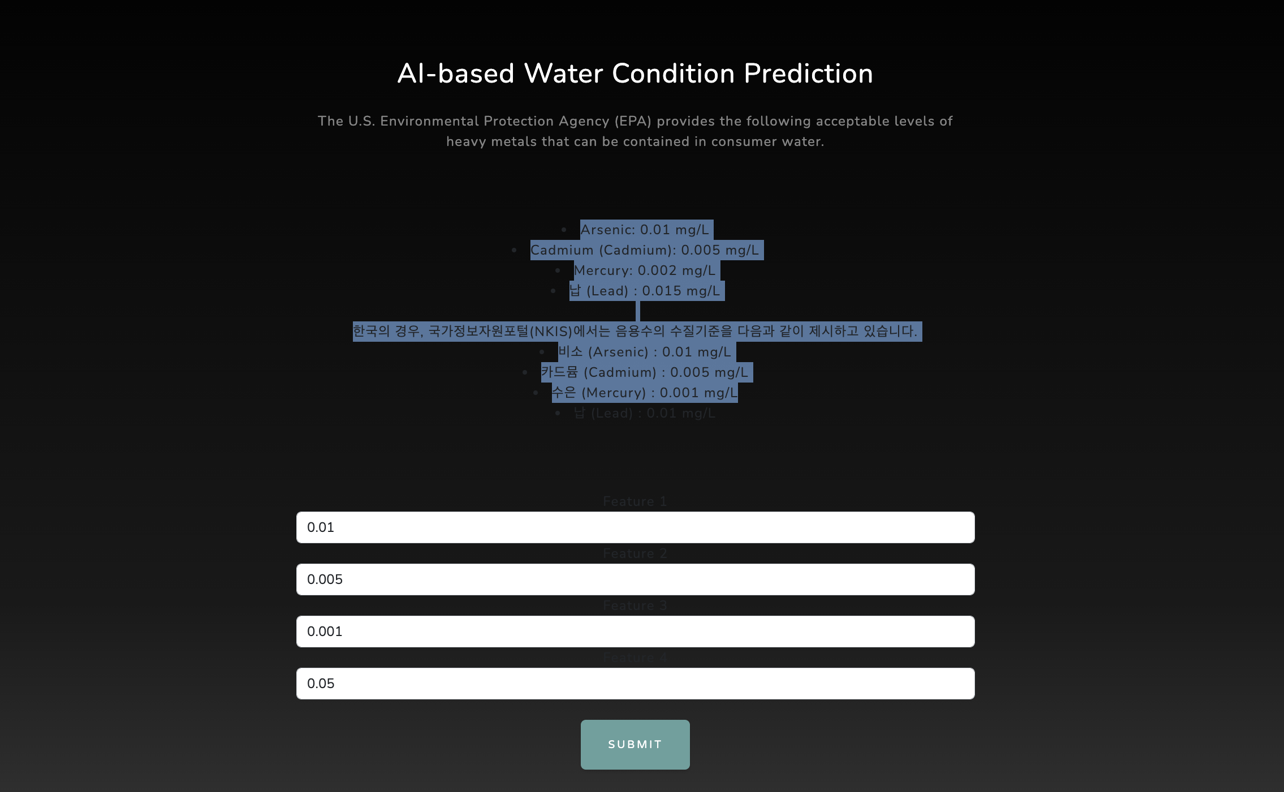 AI-based Water Condition Prediction
The U.S. Environmental Protection Agency (EPA) provides the following acceptable levels of
heavy metals that can be contained in consumer water.
• Arsenic: 0.01 mg/L
• Cadmium (Cadmium): 0.005 mg/L
• Mercury: 0.002 mg/L
• 납 (Lead) : 0.015 mg/L
한국의 경우, 국가정보자원포털(NKIS)에서는 음용수의 수질기준을 다음과 같이 제시하고 있습니다.
• 비소 (Arsenic) : 0.01 mg/L
• 카드뮴 (Cadmium) : 0.005 mg/L
• 수은 (Mercury) : 0.001 mg/L
• 납 (Lead) : 0.01 mg/L
Feature 1
0.01
Feature 2
0.005
Feature 3
0.001
Feature 4
0.05
SUBMIT